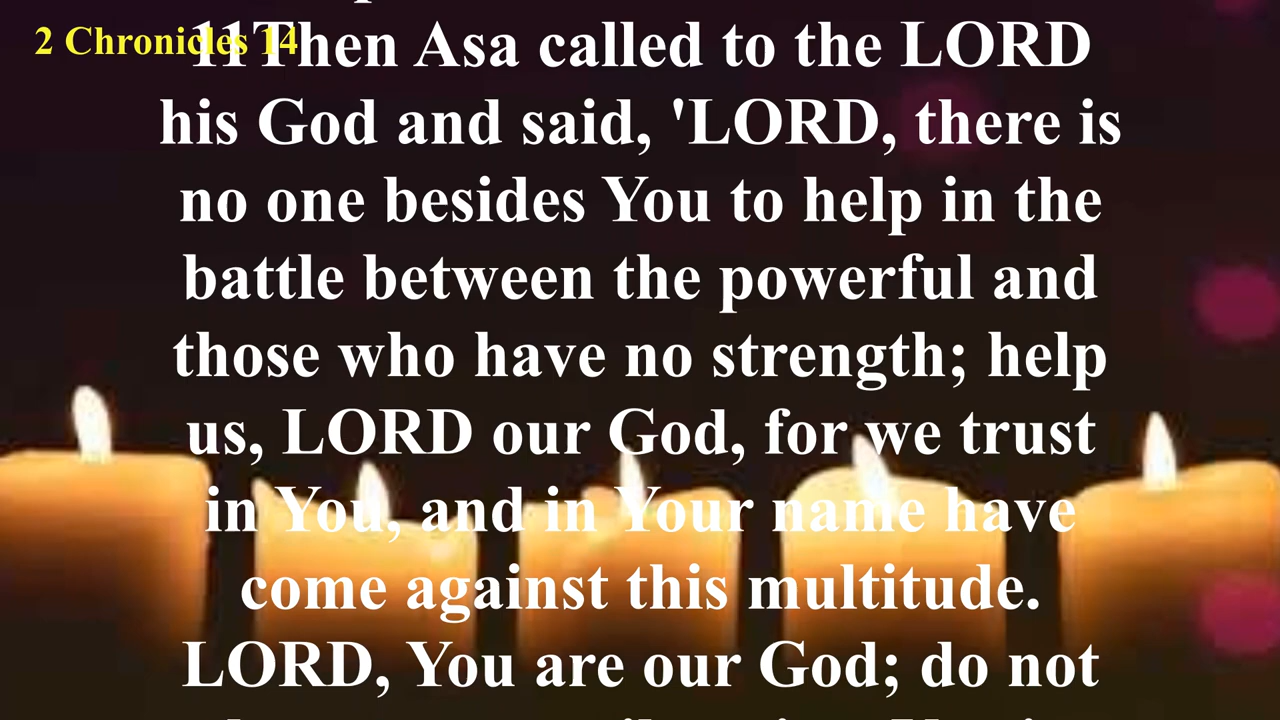 2 Chronicles 14
11Then Asa called to the LORD
his God and said, 'LORD, there is
no one besides You to help in the
battle between the powerful and
those who have no strength; help
us, LORD our God, for we trust
in You, and in Your name have
come against this multitude.
LORD, You are our God; do not